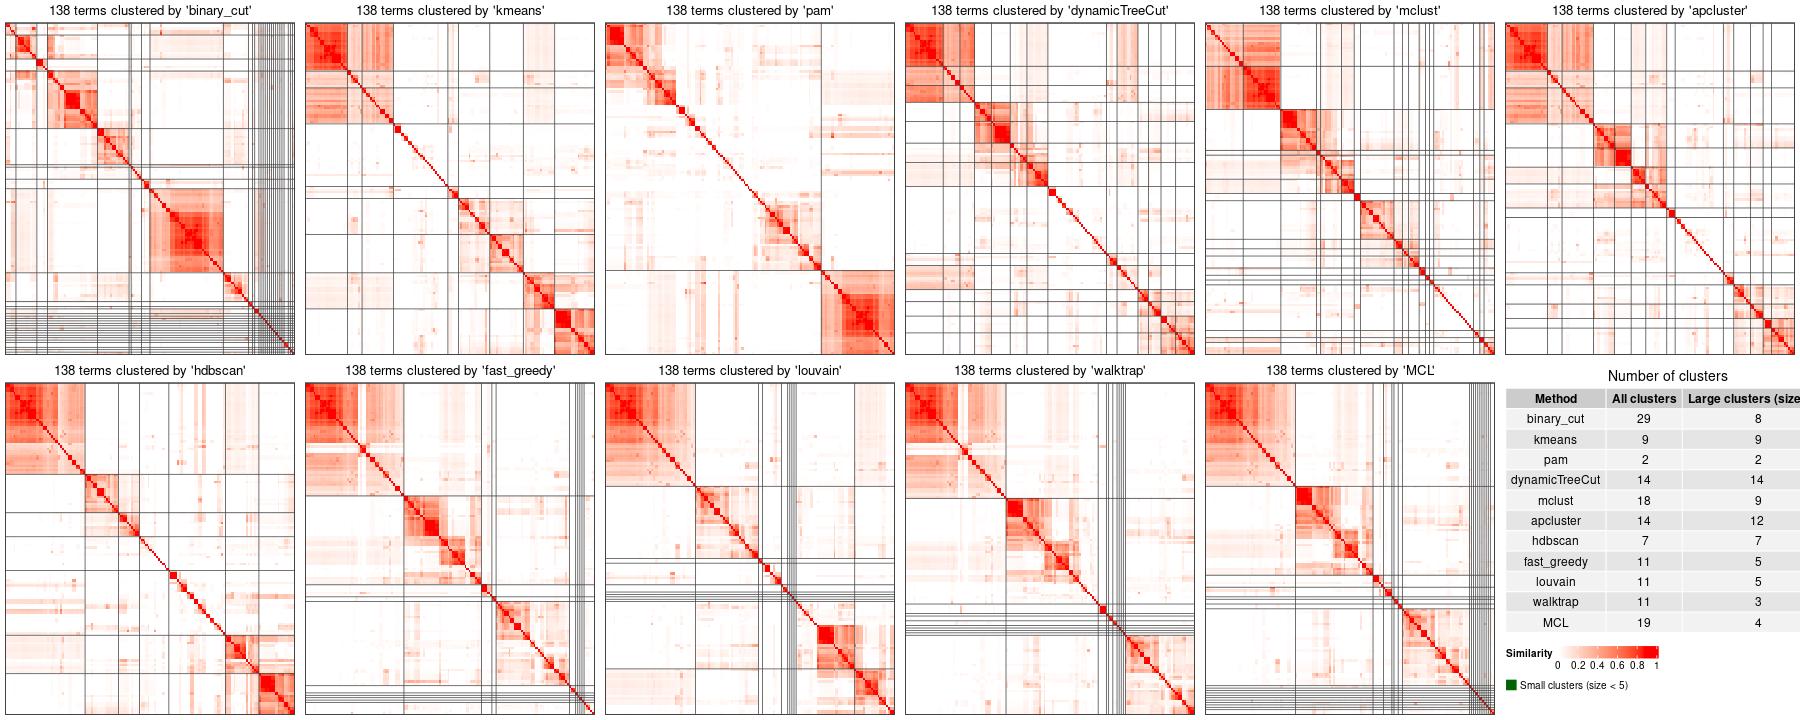 138 terms clustered by 'binary_cut'
138 terms clustered by 'kmeans'
138 terms clustered by 'pam'
138 terms clustered by 'dynamicTreeCut'
138 terms clustered by 'mclust'
138 terms clustered by 'apcluster'
138 terms clustered by 'hdbscan'
138 terms clustered by 'fast_greedy'
138 terms clustered by 'louvain'
138 terms clustered by 'walktrap'
138 terms clustered by 'MCL'
Number of clusters
Method All clusters Large clusters (size
binary_cut 29 8
kmeans 9 9
pam 2 2
dynamicTreeCut 14 14
mclust 18 9
apcluster 14 12
hdbscan 7 7
fast_greedy 11 5
louvain 11 5
walktrap 11 3
MCL 19 4
Similarity
0 0.2 0.4 0.6 0.8 1
Small clusters (size < 5)